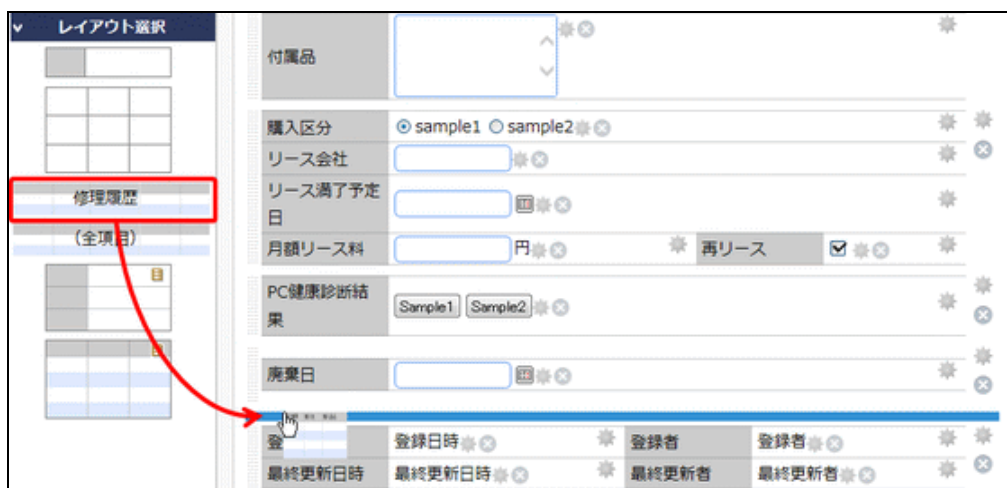 レイアウト選択
修理履歴
(全項目)
付属品
購入区分 sample1 sample2
リース会社
リース満了予定
日
月額リース料 円 再リース
PC健康診断結
果 Sample1 Sample2
廃棄日
登 登録日時 登録者 登録者
最終更新日時 最終更新日時 最終更新者 最終更新者